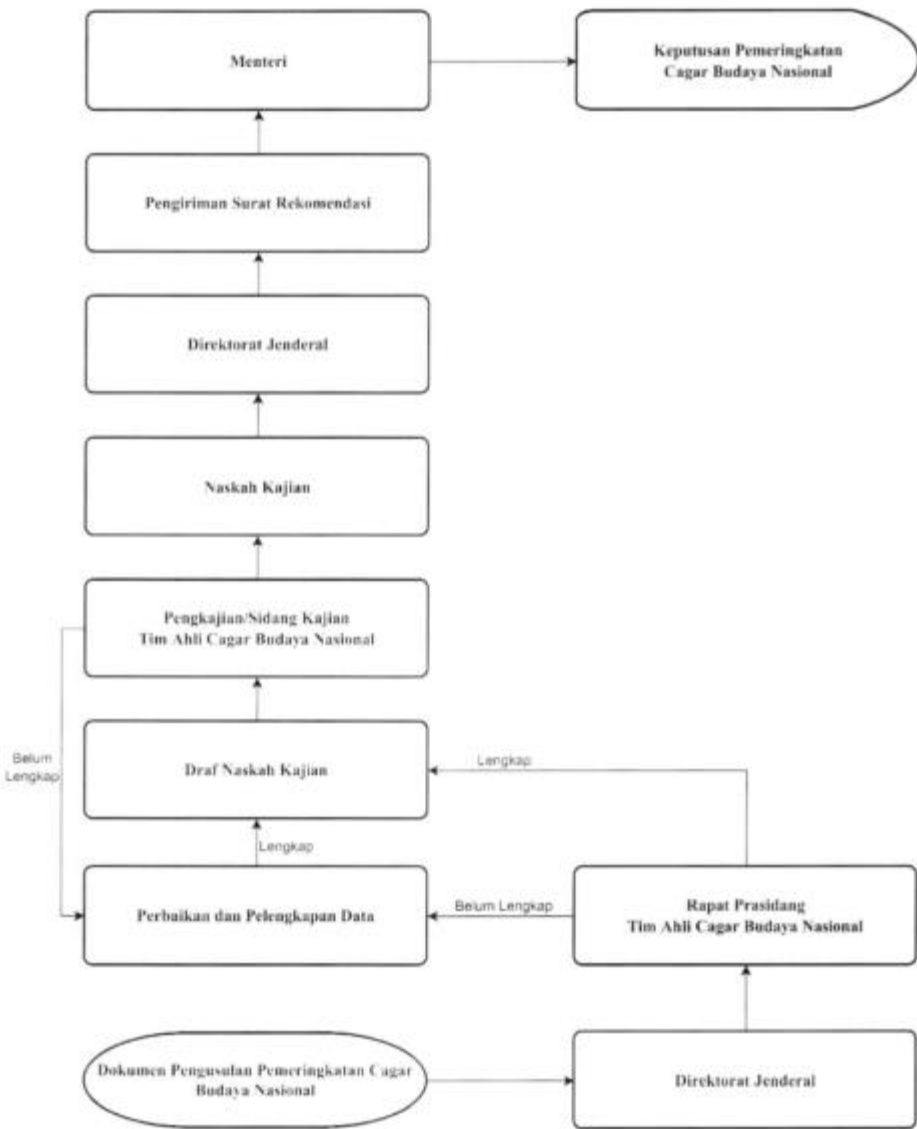 Menteri
Keputusan Pemeringkatan
Cagar Budaya Nasional
Pengiriman Surat Rekomendasi
Direktorat Jenderal
Naskah Kajian
Pengkajian/Sidang Kajian
Tim Ahli Cagar Budaya Nasional
Belum
Lengkap
Draf Naskah Kajian
Lengkap
Lengkap
Perbaikan dan Pelengkapan Data
Belum Lengkap
Rapat Prasidang
Tim Ahli Cagar Budaya Nasional
Dokumen Pengusulan Pemeringkatan Cagar
Budaya Nasional
Direktorat Jenderal